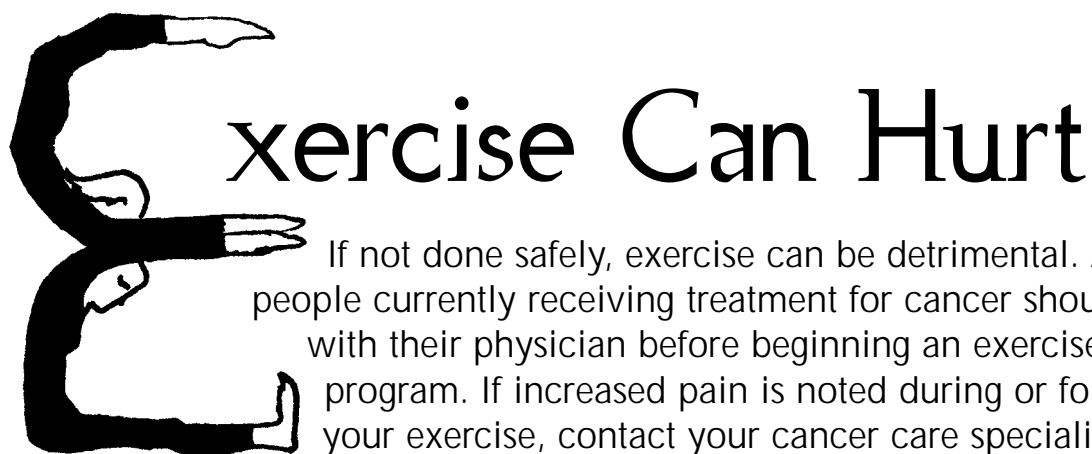 Exercise Can Hurt
If not done safely, exercise can be detrimental.
people currently receiving treatment for cancer
with their physician before beginning an exercise
program. If increased pain is noted during or
your exercise, contact your cancer care